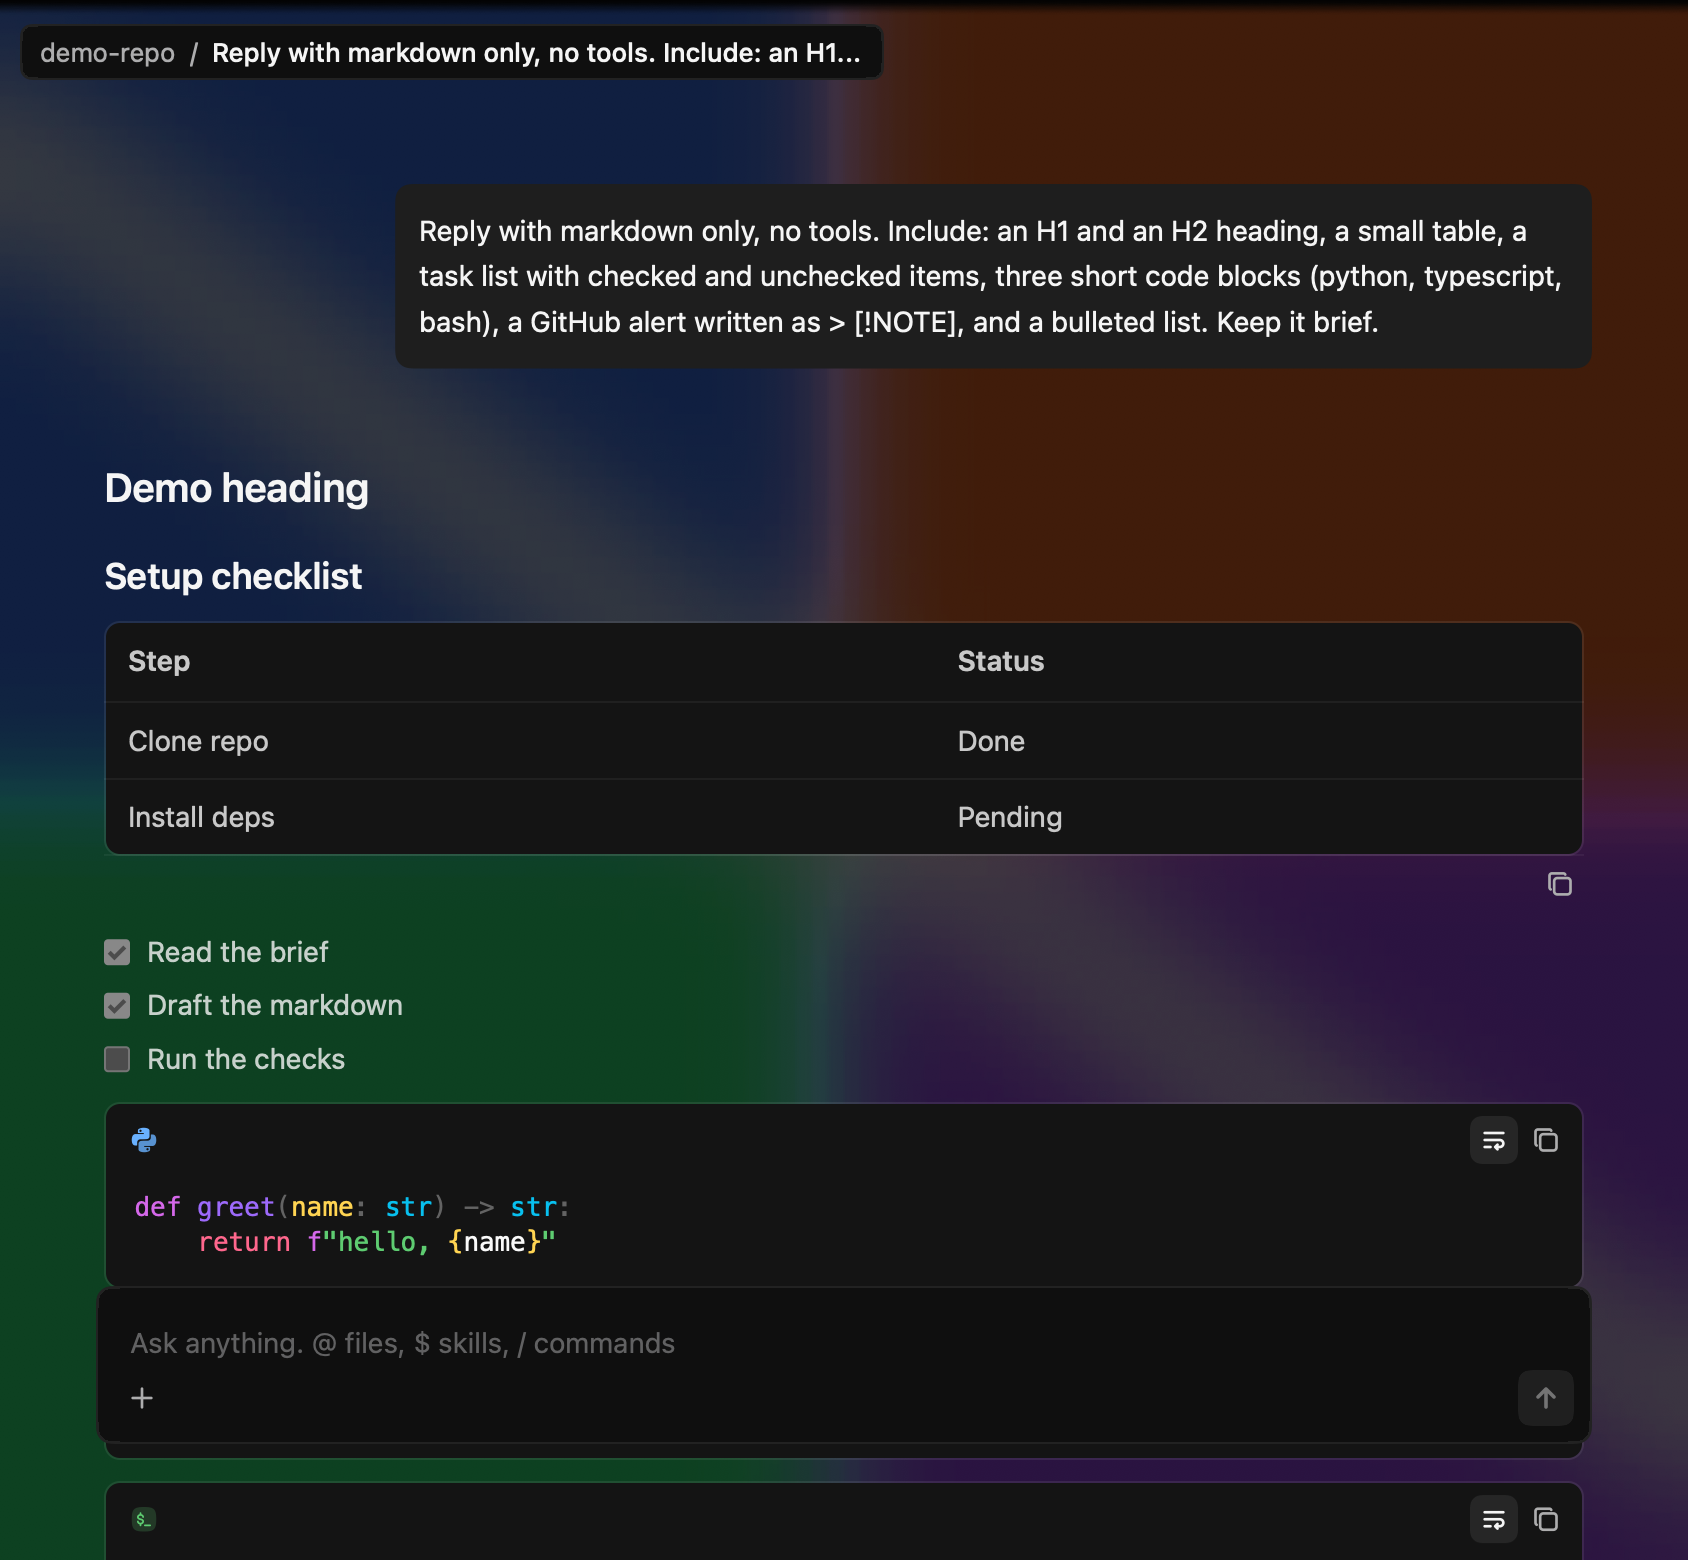 demo-repo / Reply with markdown only, no tools. Include: an H1...
Reply with markdown only, no tools. Include: an H1 and an H2 heading, a small table, a
task list with checked and unchecked items, three short code blocks (python, typescript,
bash), a GitHub alert written as > [!NOTE], and a bulleted list. Keep it brief.
Demo heading
Setup checklist
Step Status
Clone repo Done
Install deps Pending
Read the brief
Draft the markdown
Run the checks
def greet(name: str) -> str:
    return f"hello, {name}"
Ask anything. @ files, $ skills, / commands
$_